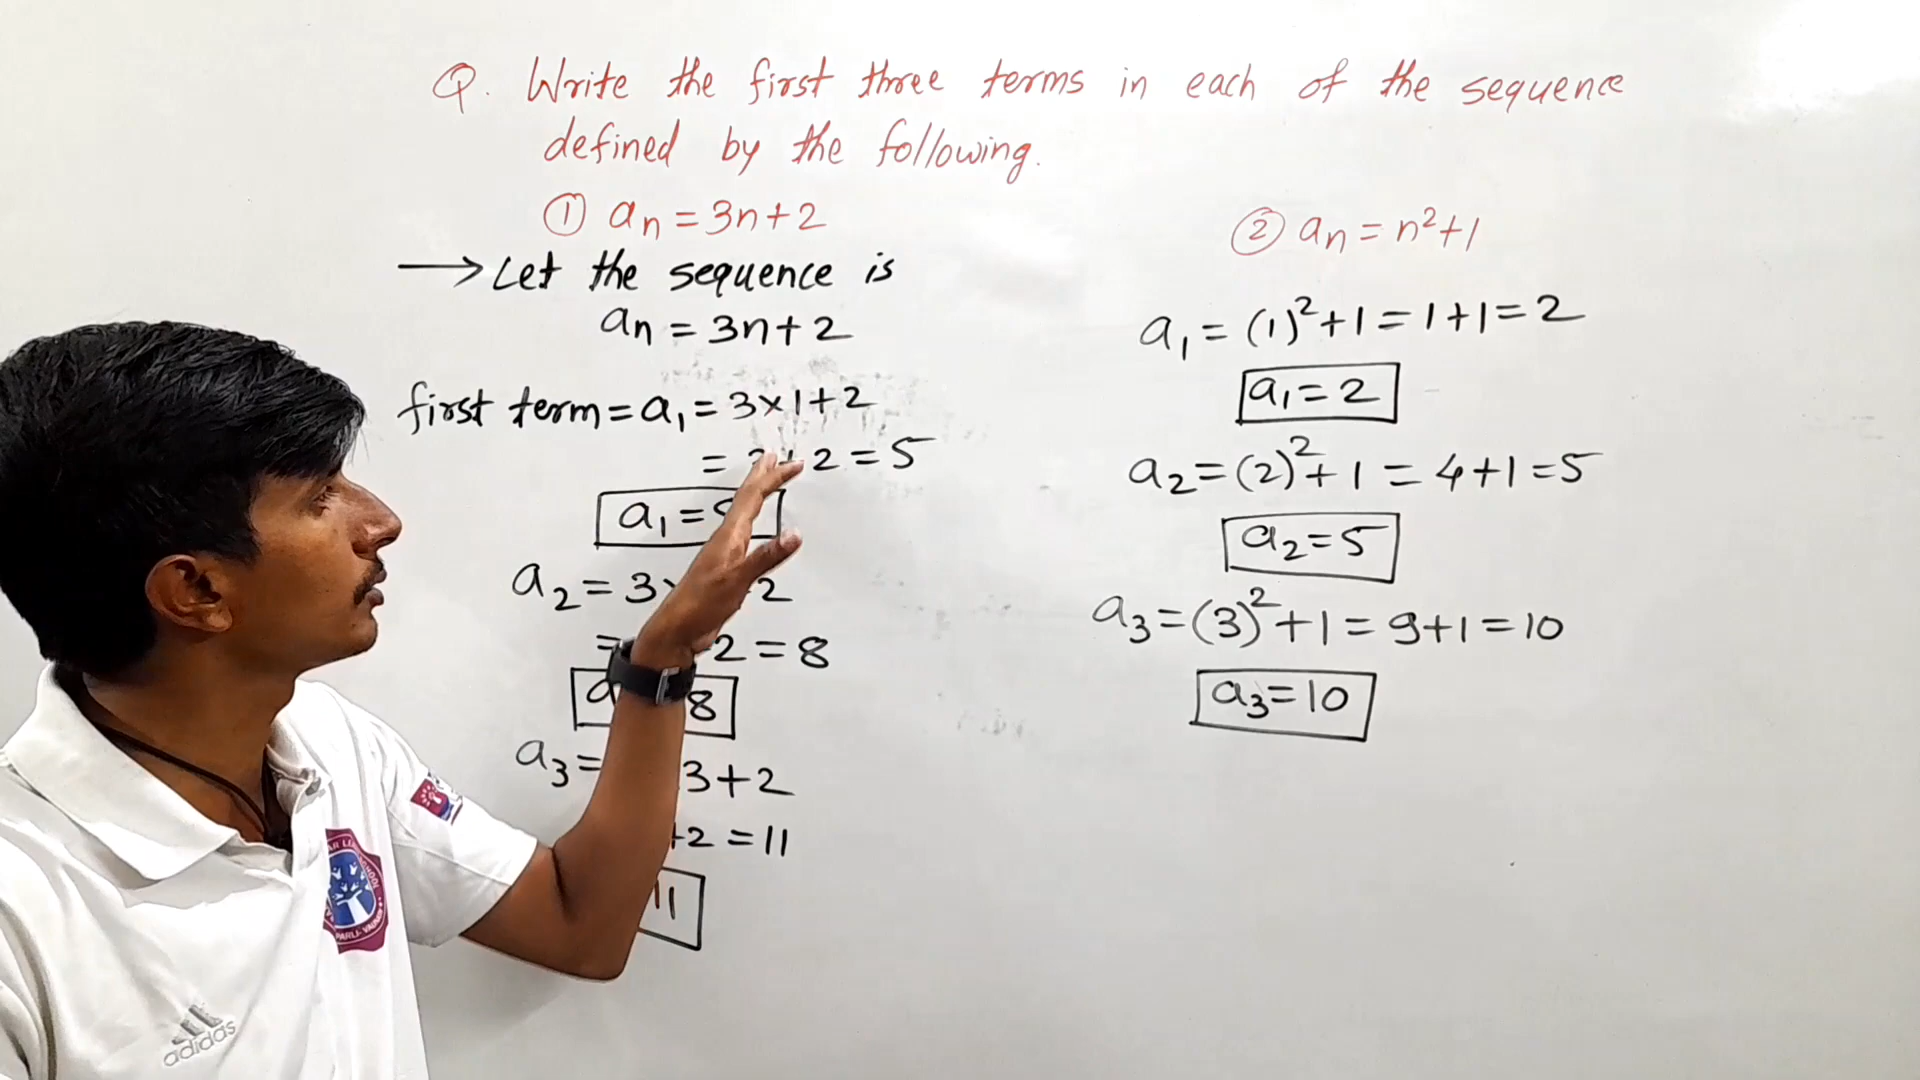 Q. Write the first three terms in each of the sequence
defined by the following.
① an = 3n+2
→ Let the sequence is
an = 3n+2
first term = a₁ = 3×1+2
= 2 = 5
a₁ =
a₂ = 3× 2
= 2 = 8
a 8
a₃ = 3+2
+2 = 11
11
② an = n²+1
a₁ = (1)²+1 = 1+1 = 2
a₁ = 2
a₂ = (2)²+1 = 4+1 = 5
a₂ = 5
a₃ = (3)²+1 = 9+1 = 10
a₃ = 10
adidas